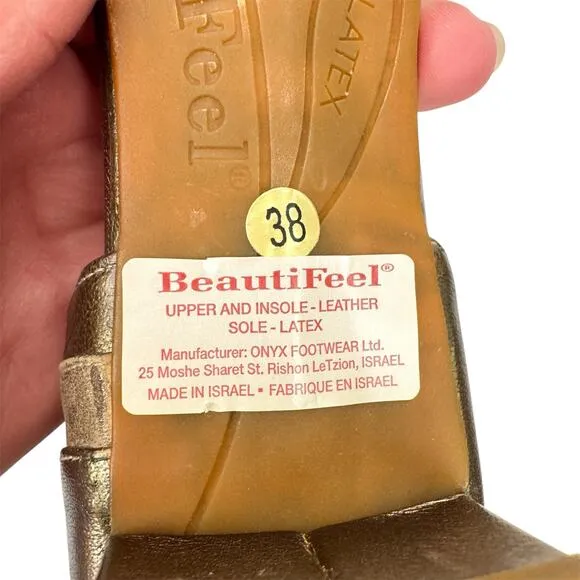 Feel®
LATEX
38
BeautiFeel®
UPPER AND INSOLE - LEATHER
SOLE - LATEX
Manufacturer: ONYX FOOTWEAR Ltd.
25 Moshe Sharet St. Rishon LeTzion, ISRAEL
MADE IN ISRAEL ▪ FABRIQUE EN ISRAEL